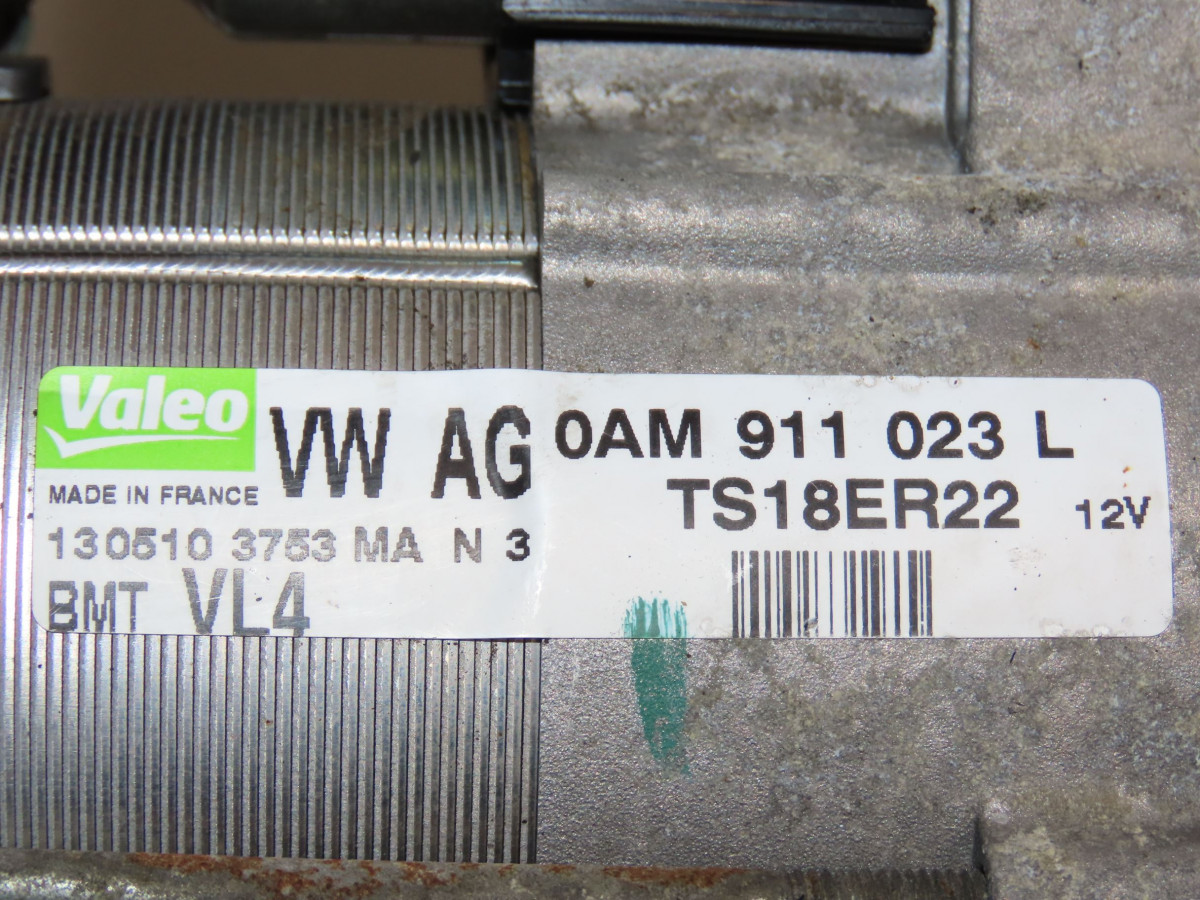 Valeo
VW AG 0AM 911 023 L
MADE IN FRANCE
TS18ER22 12V
130510 3753 MA N 3
BMT VL4